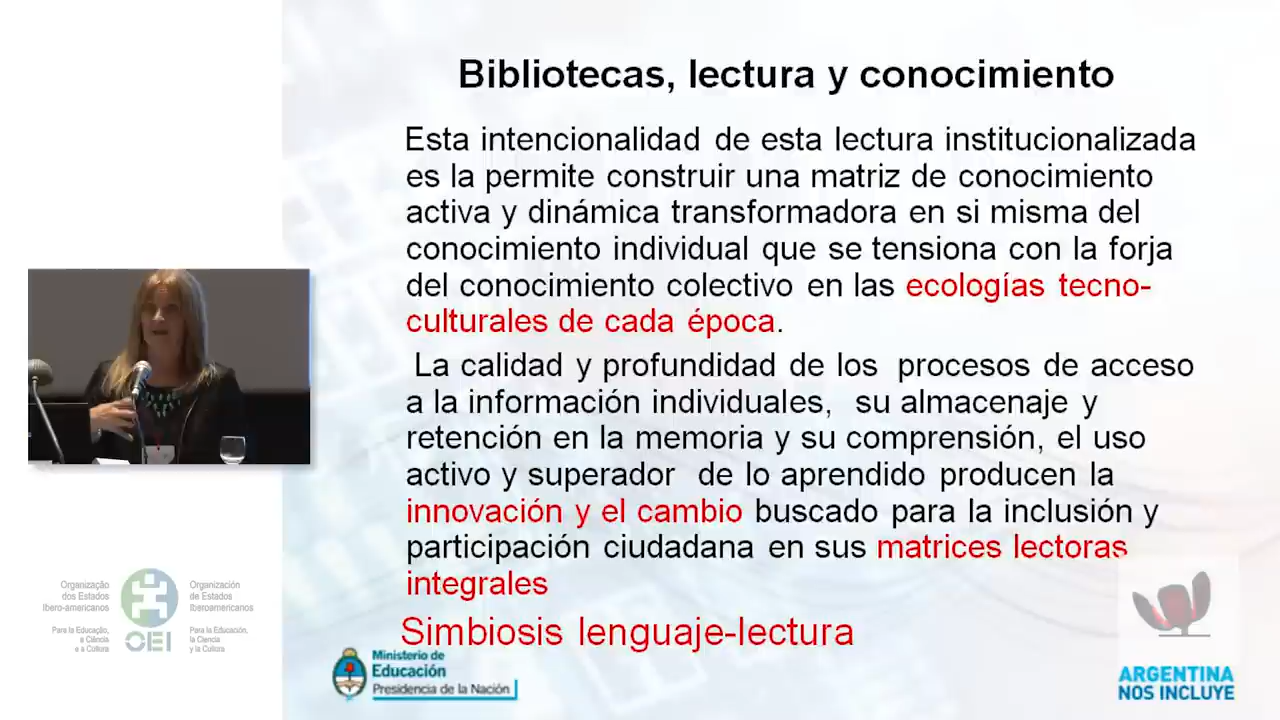 Bibliotecas, lectura y conocimiento
Esta intencionalidad de esta lectura institucionalizada
es la permite construir una matriz de conocimiento
activa y dinámica transformadora en si misma del
conocimiento individual que se tensiona con la forja
del conocimiento colectivo en las ecologías tecno-
culturales de cada época.
La calidad y profundidad de los procesos de acceso
a la información individuales, su almacenaje y
retención en la memoria y su comprensión, el uso
activo y superador de lo aprendido producen la
innovación y el cambio buscado para la inclusión y
participación ciudadana en sus matrices lectoras
integrales
Simbiosis lenguaje-lectura
Organização
dos Estados
Ibero-americanos
Para la Educação,
a Ciência
e a Cultura
OEI
Organización
de Estados
Iberoamericanos
Para la Educación,
la Ciencia
y la Cultura
Ministerio de
Educación
Presidencia de la Nación
ARGENTINA
NOS INCLUYE